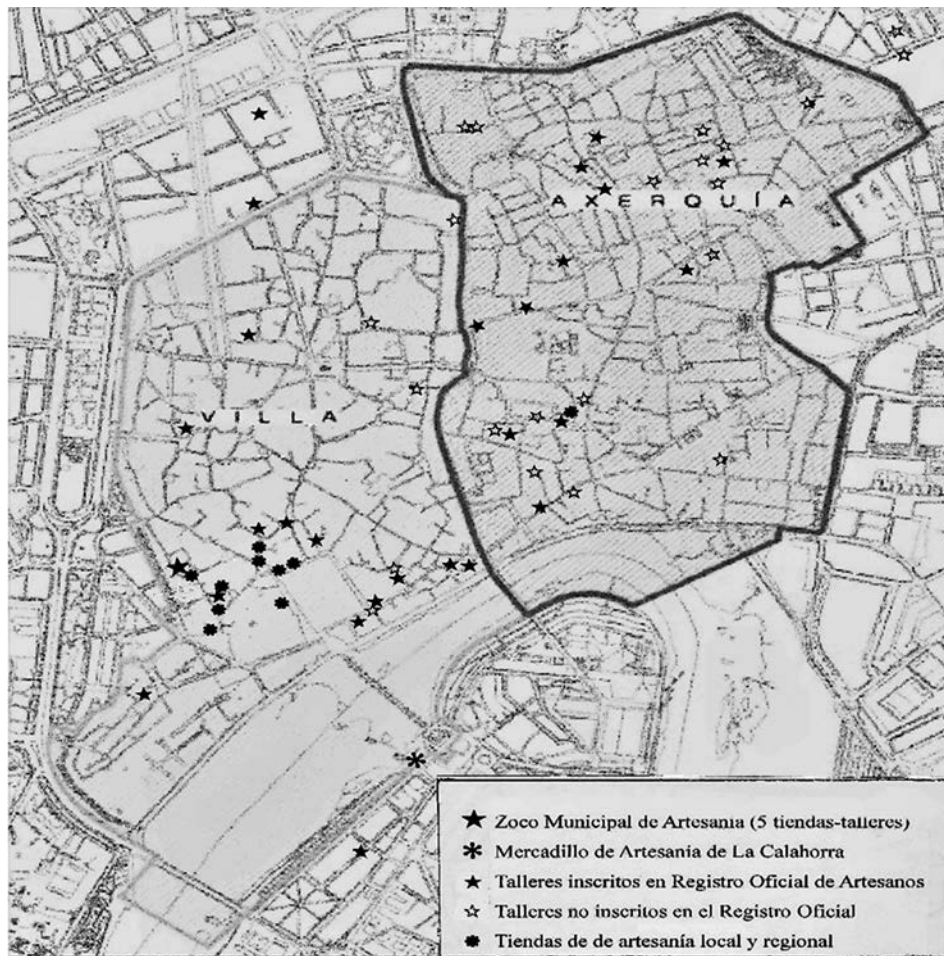 AXERQUÍA
VILLA
Zoco Municipal de Artesanía (5 tiendas-talleres)
Mercadillo de Artesanía de La Calahorra
Talleres inscritos en Registro Oficial de Artesanos
Talleres no inscritos en el Registro Oficial
Tiendas de de artesanía local y regional